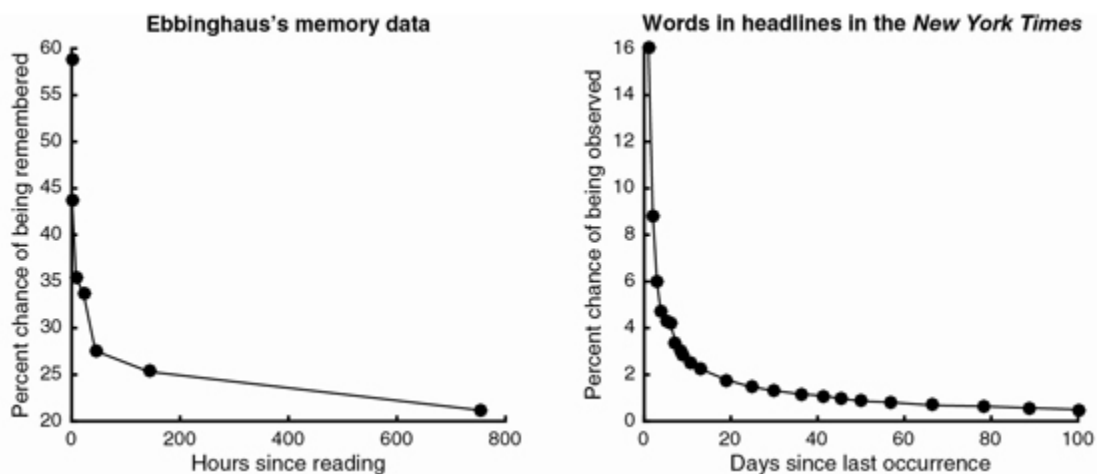 Ebbinghaus's memory data
Percent chance of being remembered
60
55
50
45
40
35
30
25
20
0 200 400 600 800
Hours since reading
Words in headlines in the New York Times
Percent chance of being observed
16
14
12
10
8
6
4
2
0
0 20 40 60 80 100
Days since last occurrence